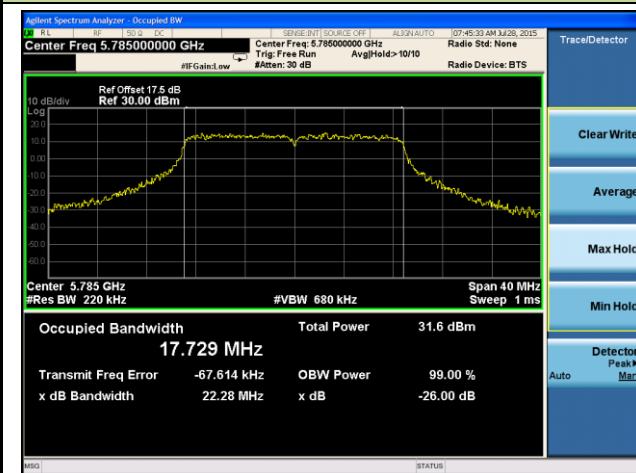 Agilent Spectrum Analyzer - Occupied BW
RL RF 50 Ω DC SENSE:INT SOURCE OFF ALIGN AUTO 07:45:33 AM Jul 28, 2015
Center Freq 5.785000000 GHz
Center Freq: 5.785000000 GHz
Radio Std: None
Trig: Free Run Avg|Hold:>10/10
#IFGain:Low #Atten: 30 dB Radio Device: BTS
Ref Offset 17.5 dB
10 dB/div Ref 30.00 dBm
Log
20.0
10.0
0.00
-10.0
-20.0
-30.0
-40.0
-50.0
-60.0
Center 5.785 GHz Span 40 MHz
#Res BW 220 kHz #VBW 680 kHz Sweep 1 ms
Occupied Bandwidth Total Power 31.6 dBm
17.729 MHz
Transmit Freq Error -67.614 kHz OBW Power 99.00 %
x dB Bandwidth 22.28 MHz x dB -26.00 dB
MSG STATUS
Trace/Detector
Clear Write
Average
Max Hold
Min Hold
Detector
Peak
Auto Man